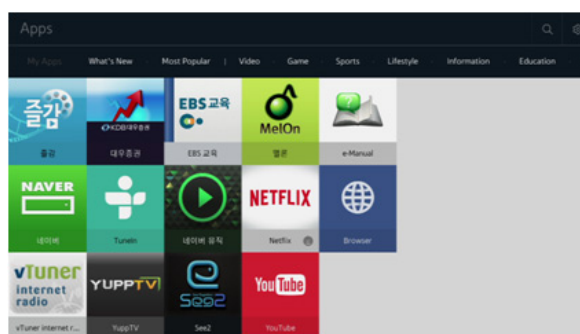 Apps
My Apps What's New Most Popular | Video Game Sports Lifestyle Information Education
즐감
KDB대우증권
EBS 교육
MelOn
즐감 대우증권 EBS 교육 멜론 e-Manual
NAVER
NETFLIX
네이버 TuneIn 네이버 뮤직 Netflix Browser
vTuner
internet
radio
YUPPTV
See2
YouTube
vTuner internet r... YuppTV See2 YouTube